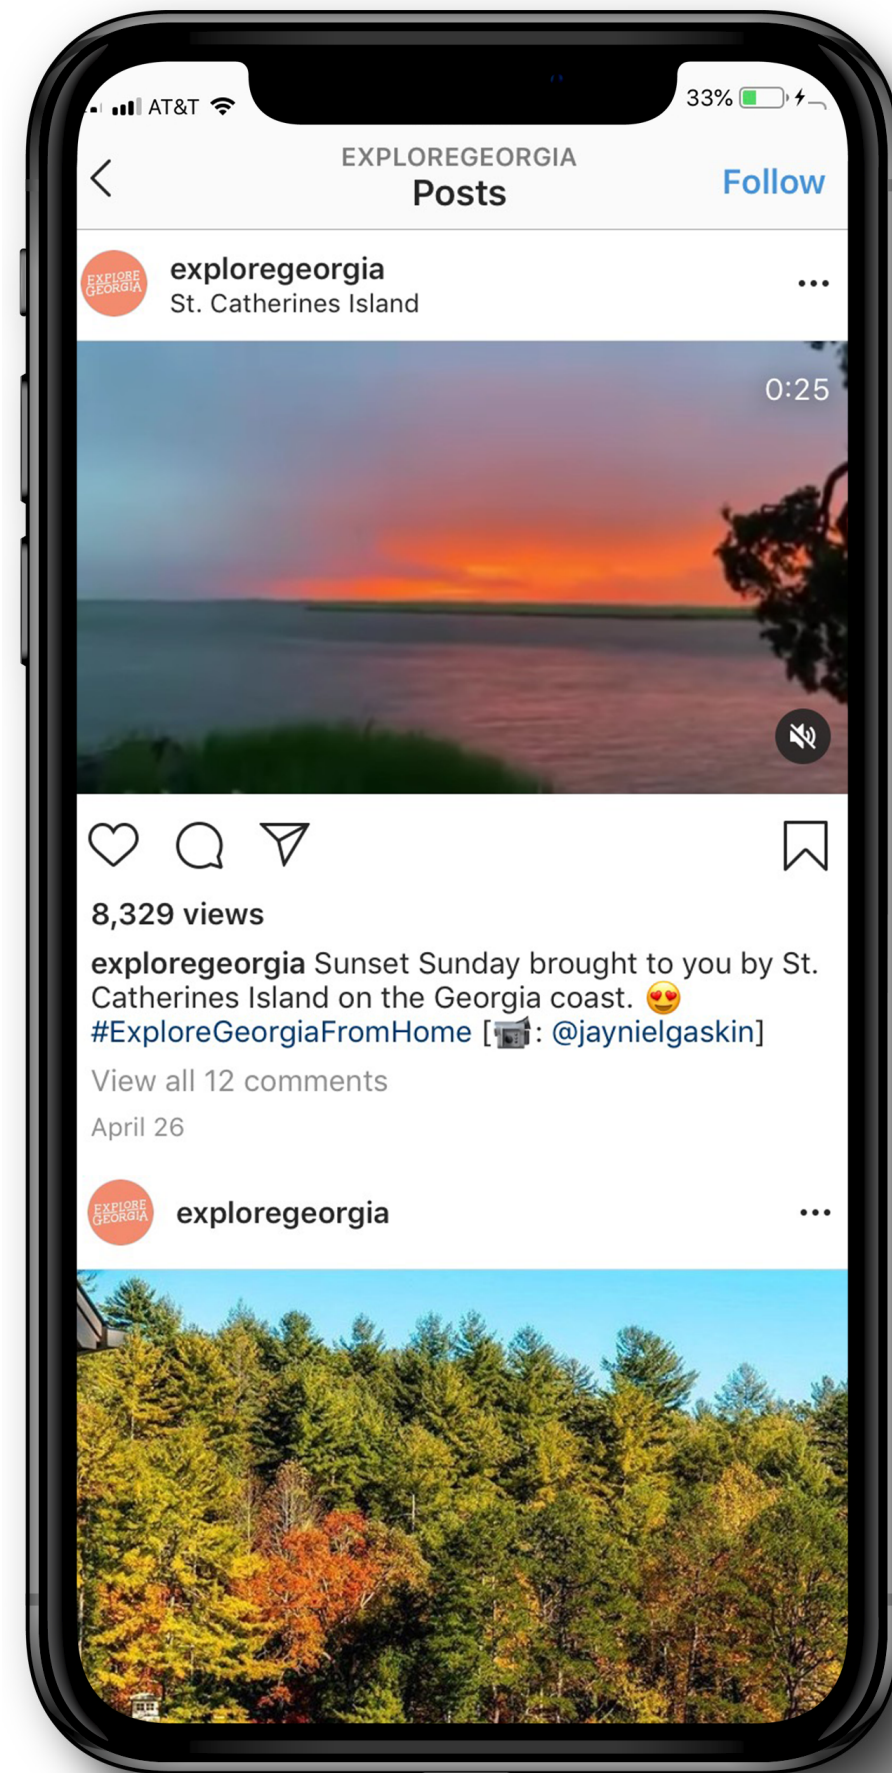 AT&T
33%
EXPLOREGEORGIA
Posts
Follow
EXPLORE
GEORGIA
exploregeorgia
St. Catherines Island
0:25
8,329 views
exploregeorgia Sunset Sunday brought to you by St.
Catherines Island on the Georgia coast. 😍
#ExploreGeorgiaFromHome [📹: @jaynielgaskin]
View all 12 comments
April 26
EXPLORE
GEORGIA
exploregeorgia